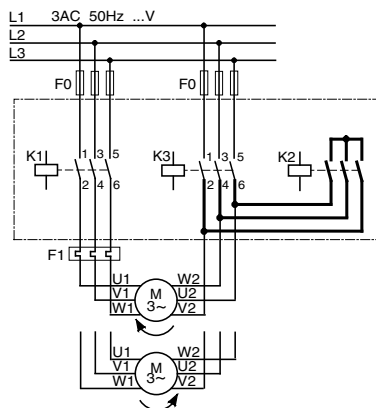 L1 3AC 50Hz ...V
L2
L3
F0 F0
1 3 5 1 3 5
K1 K3 K2
2 4 6 2 4 6
F1
U1 M W2
V1 3~ U2
W1 V2
U1 M W2
V1 3~ U2
W1 V2